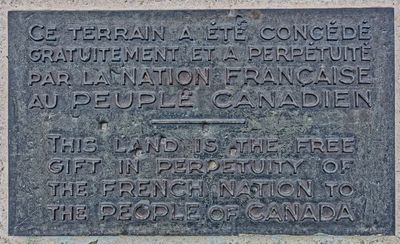 CE TERRAIN A ÉTÉ CONCÉDÉ
GRATUITEMENT ET A PERPÉTUITÉ
PAR LA NATION FRANÇAISE
AU PEUPLE CANADIEN
THIS LAND IS THE FREE
GIFT IN PERPETUITY OF
THE FRENCH NATION TO
THE PEOPLE OF CANADA